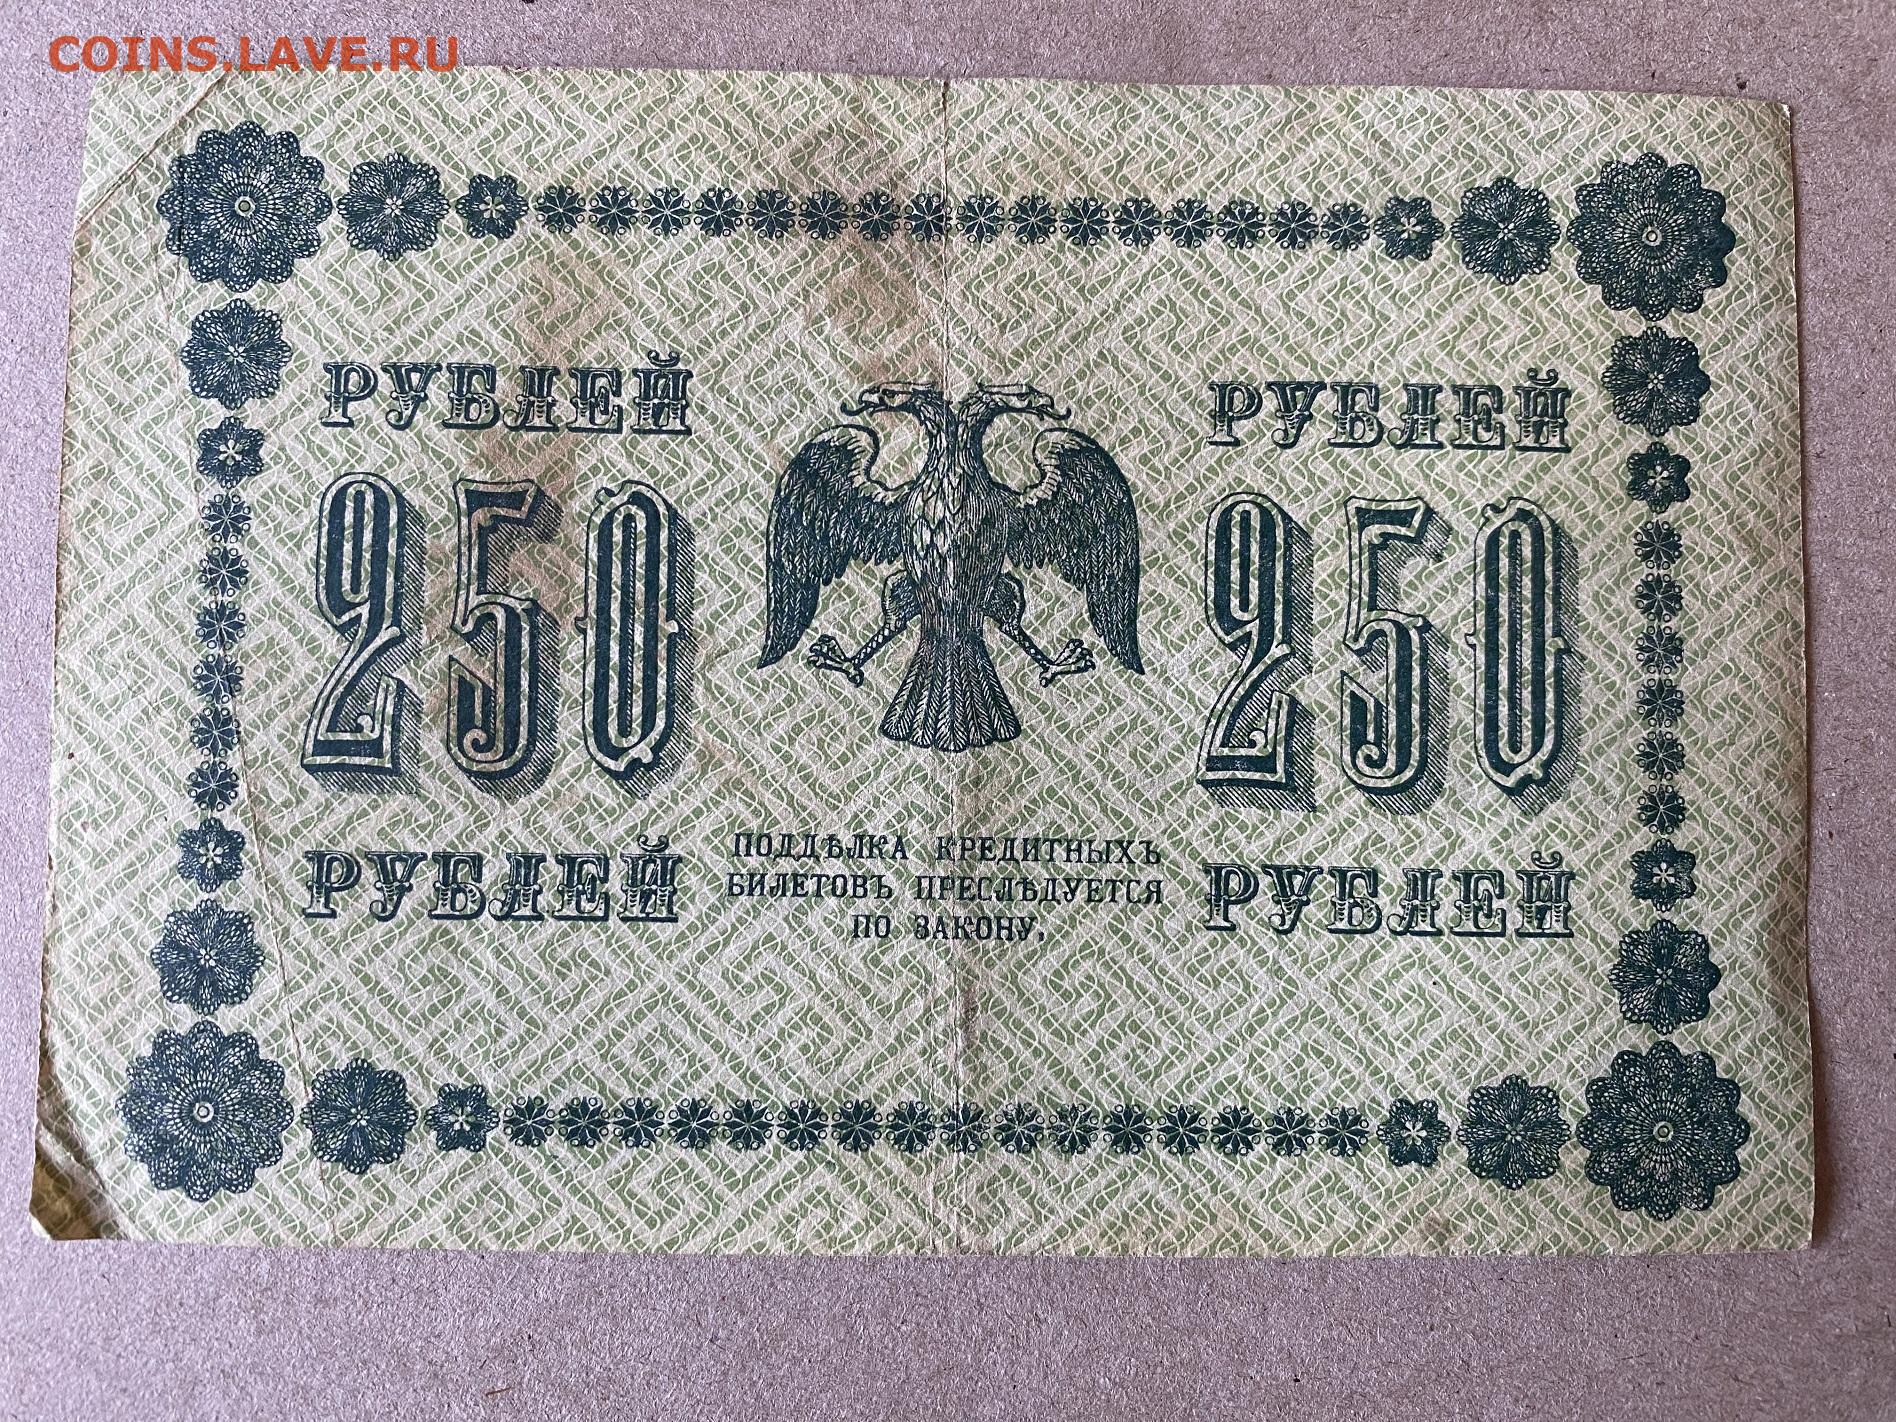 COINS.LAVE.RU
РУБЛЕЙ РУБЛЕЙ
250 250
РУБЛЕЙ РУБЛЕЙ
ПОДДѢЛКА КРЕДИТНЫХЪ
БИЛЕТОВЪ ПРЕСЛѢДУЕТСЯ
ПО ЗАКОНУ.